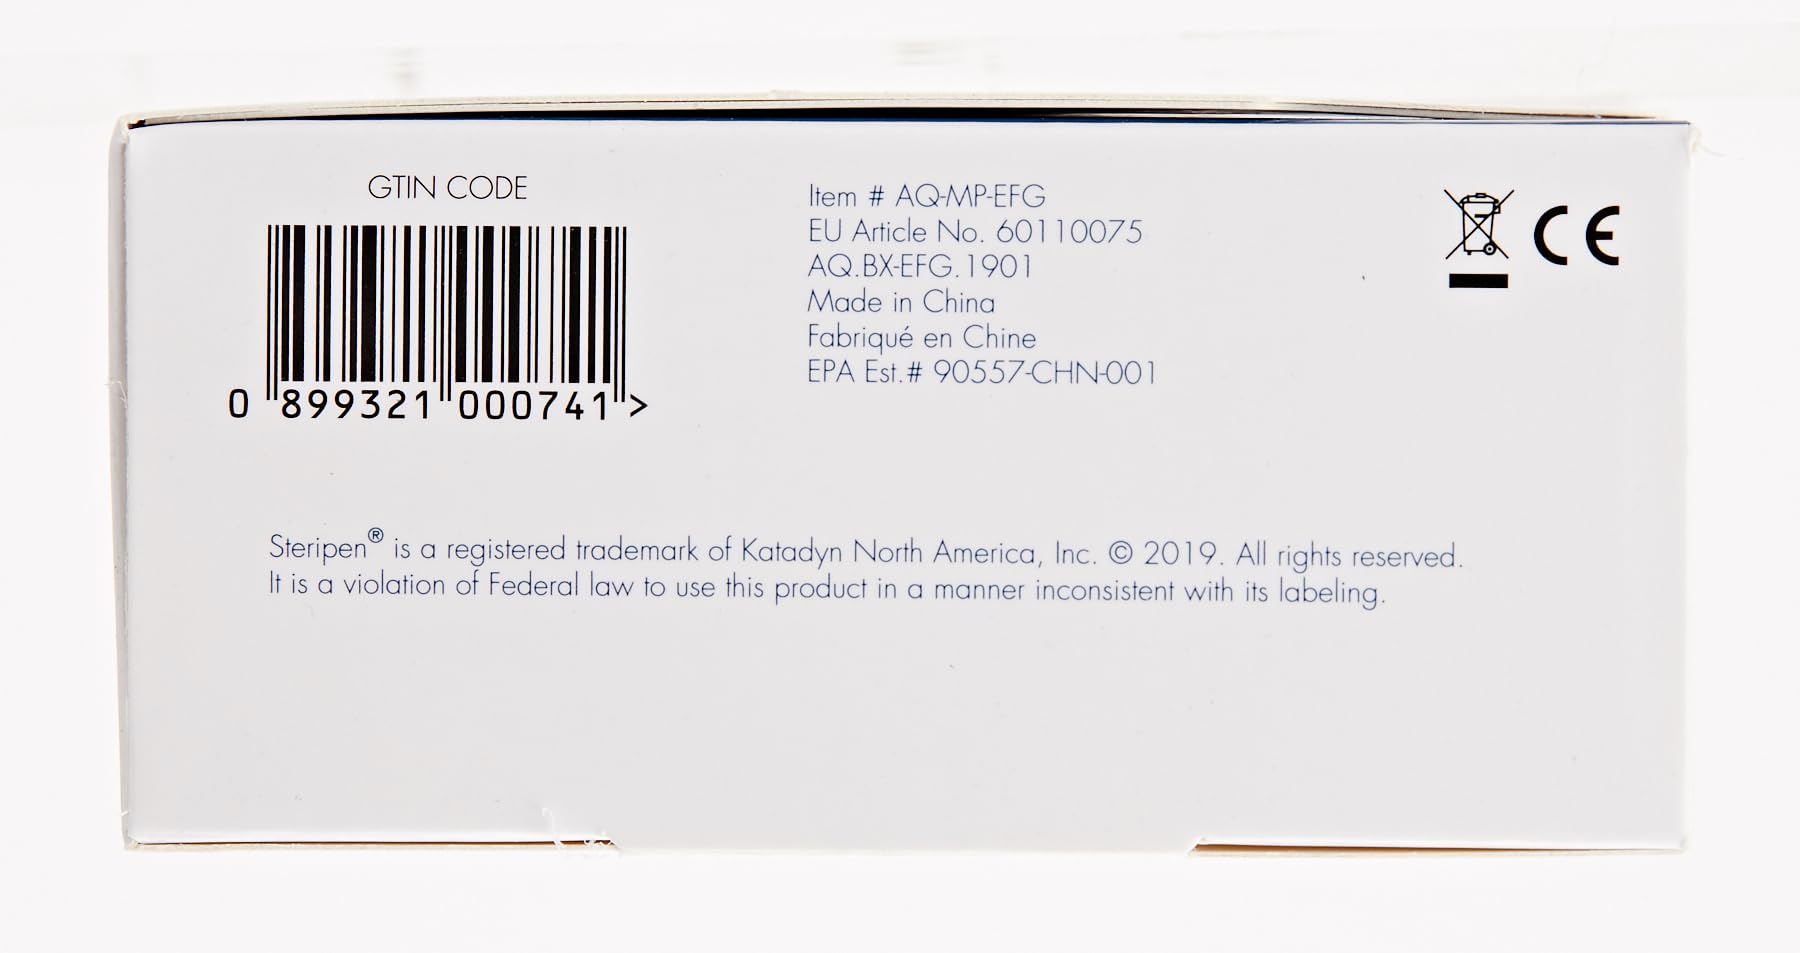 GTIN CODE
0 899321 000741 >
Item # AQ-MP-EFG
EU Article No. 60110075
AQ.BX-EFG.1901
Made in China
Fabriqué en Chine
EPA Est.# 90557-CHN-001
CE
Steripen® is a registered trademark of Katadyn North America, Inc. © 2019. All rights reserved.
It is a violation of Federal law to use this product in a manner inconsistent with its labeling.